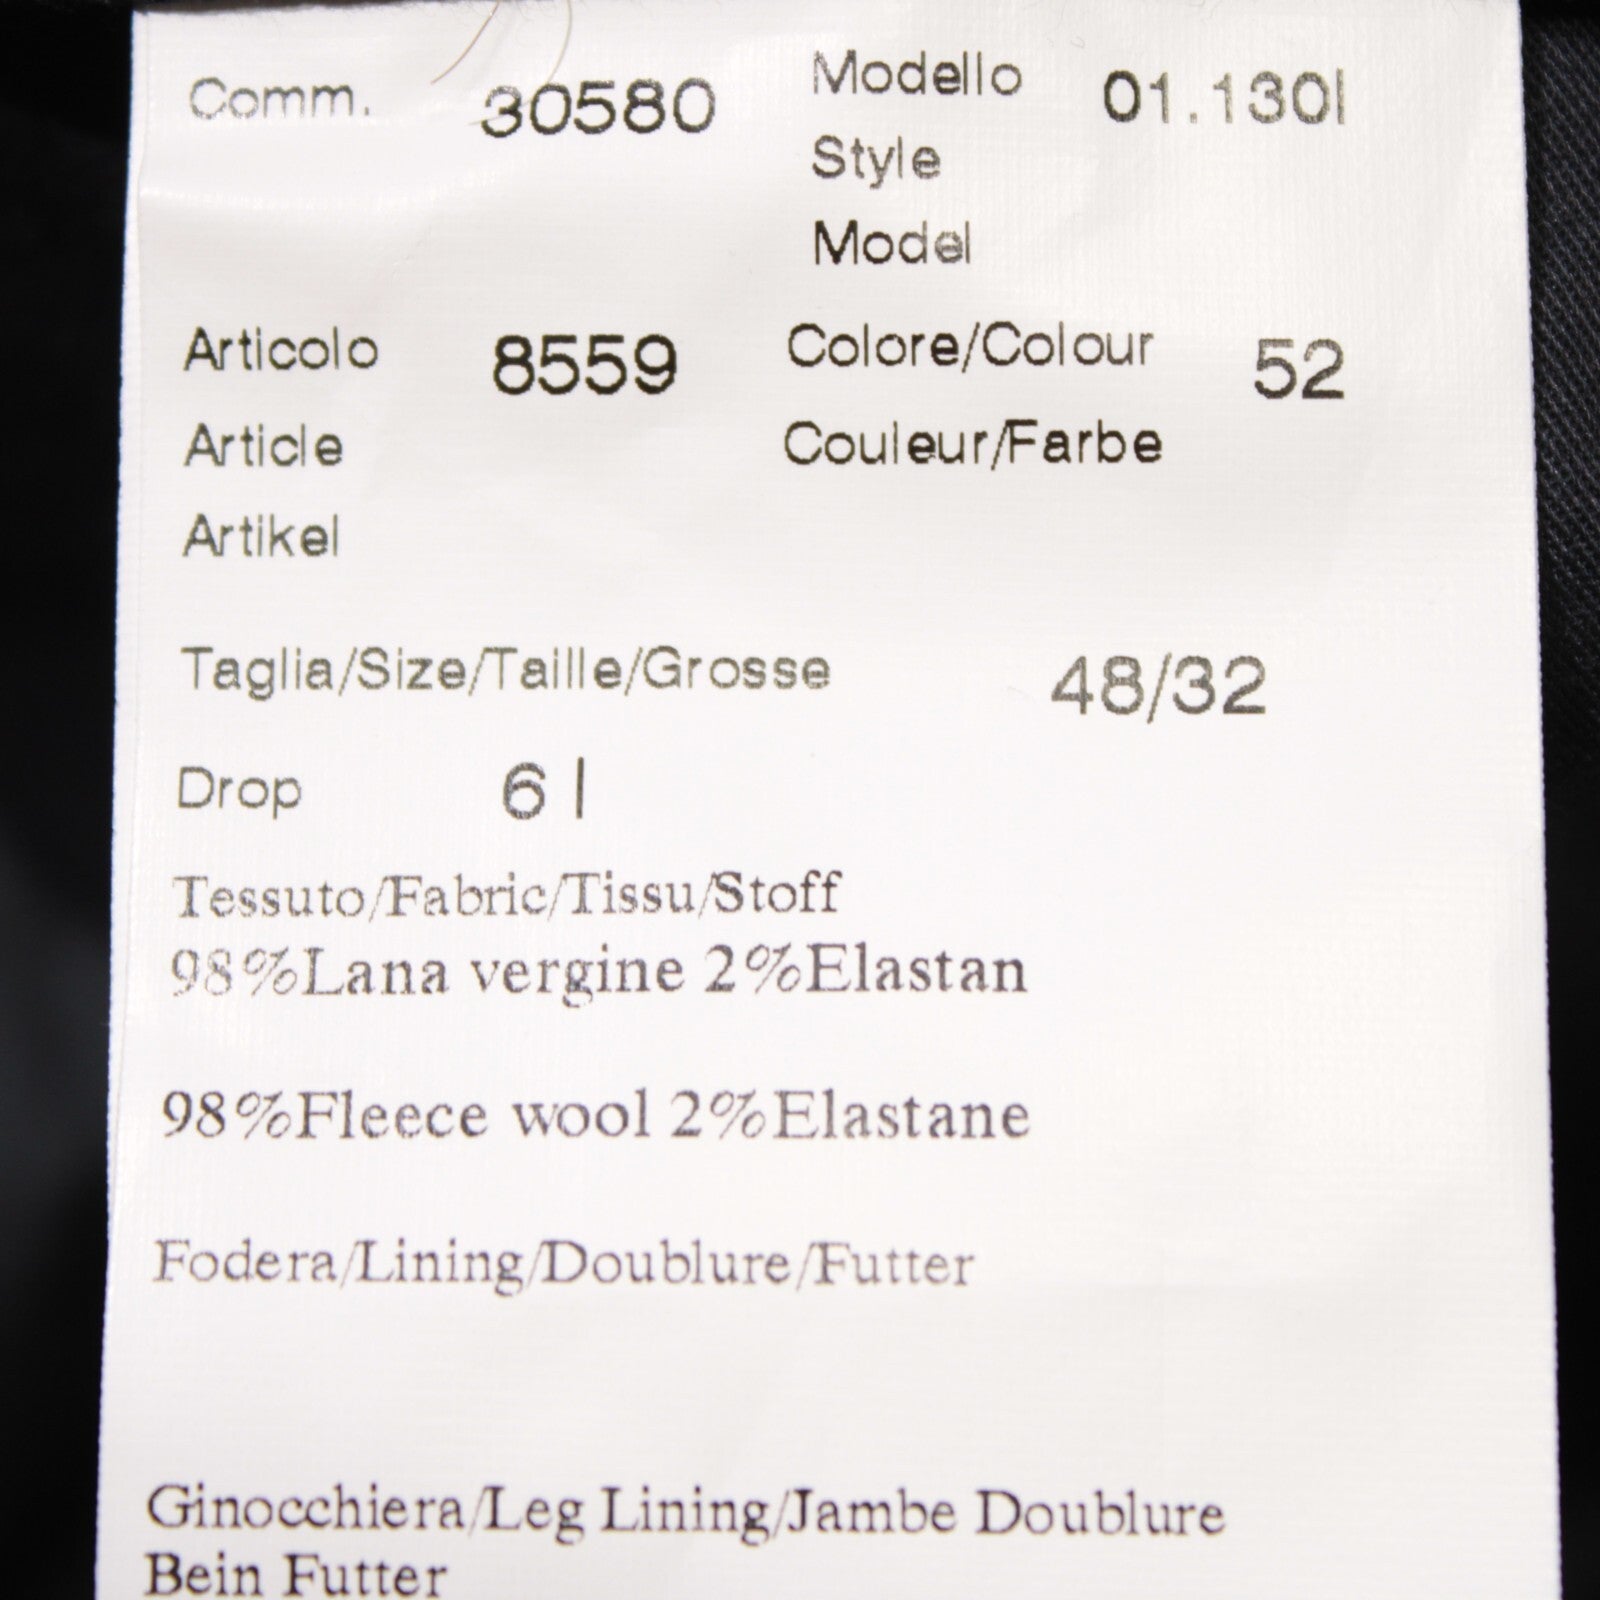 Comm. 30580 Modello 01.130l
Style
Model
Articolo 8559 Colore/Colour 52
Article Couleur/Farbe
Artikel
Taglia/Size/Taille/Grosse 48/32
Drop 6 l
Tessuto/Fabric/Tissu/Stoff
98%Lana vergine 2%Elastan
98%Fleece wool 2%Elastane
Fodera/Lining/Doublure/Futter
Ginocchiera/Leg Lining/Jambe Doublure
Bein Futter